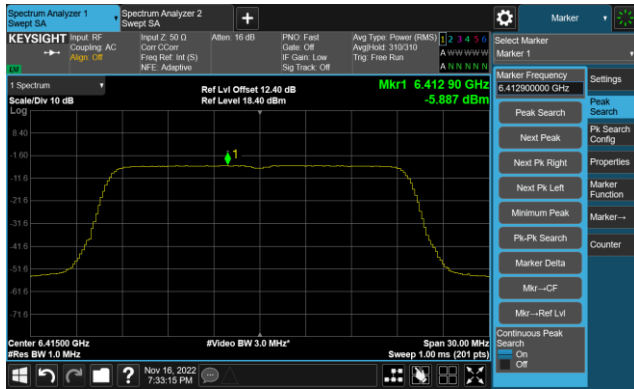 Spectrum Analyzer 1
Swept SA
Spectrum Analyzer 2
Swept SA
+
Marker
KEYSIGHT
Input: RF
Coupling: AC
Align: Off
Input Z: 50 Ω
Corr CCorr
Freq Ref: Int (S)
NFE: Adaptive
Atten: 16 dB
PNO: Fast
Gate: Off
IF Gain: Low
Sig Track: Off
Avg Type: Power (RMS)
Avg|Hold: 310/310
Trig: Free Run
1 2 3 4 5 6
A W W W W W
A N N N N N
Select Marker
Marker 1
1 Spectrum
Scale/Div 10 dB
Log
Ref Lvl Offset 12.40 dB
Ref Level 18.40 dBm
Mkr1 6.412 90 GHz
-5.887 dBm
8.40
-1.60
-11.6
-21.6
-31.6
-41.6
-51.6
-61.6
-71.6
1
Center 6.41500 GHz
#Res BW 1.0 MHz
#Video BW 3.0 MHz*
Span 30.00 MHz
Sweep 1.00 ms (201 pts)
Marker Frequency
6.412900000 GHz
Peak Search
Next Peak
Next Pk Right
Next Pk Left
Minimum Peak
Pk-Pk Search
Marker Delta
Mkr→CF
Mkr→Ref Lvl
Continuous Peak
Search
On
Off
Settings
Peak
Search
Pk Search
Config
Properties
Marker
Function
Marker→
Counter
?
Nov 16, 2022
7:33:15 PM